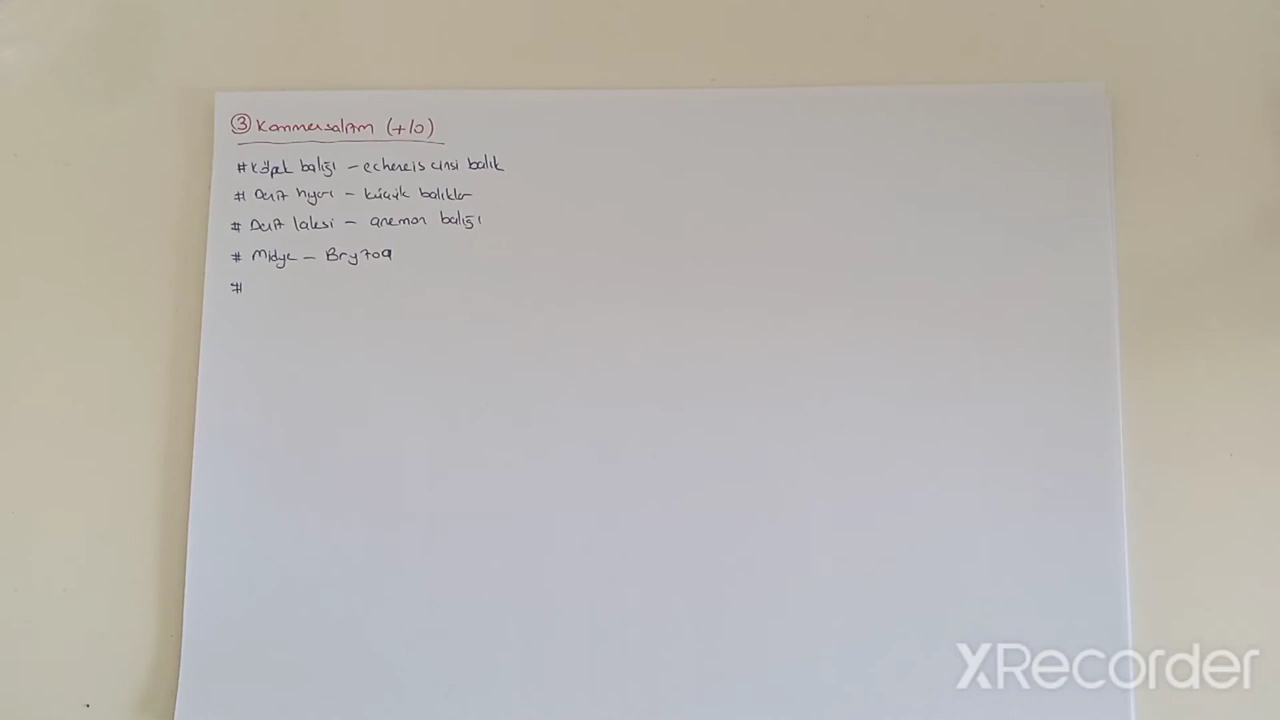 ③ Kommensalizm (+/0)
# Köpek balığı – echeneis cinsi balık
# Deniz hıyarı – küçük balıklar
# Deniz lalesi – anemon balığı
# Midye – Bryzoa
#
XRecorder